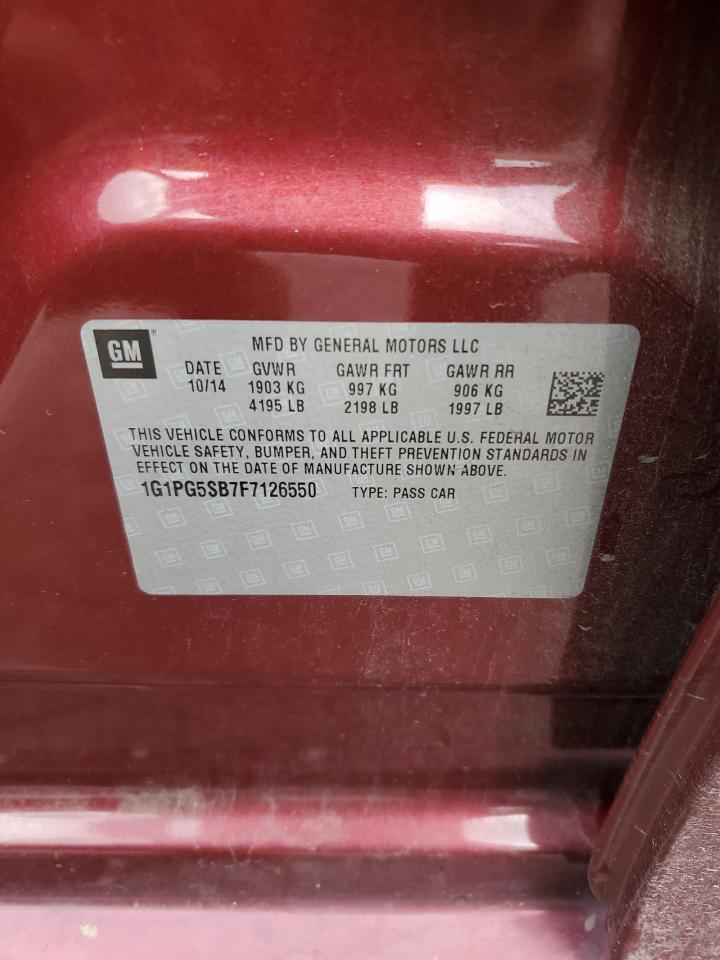 GM
MFD BY GENERAL MOTORS LLC
DATE GVWR GAWR FRT GAWR RR
10/14 1903 KG 997 KG 906 KG
4195 LB 2198 LB 1997 LB
THIS VEHICLE CONFORMS TO ALL APPLICABLE U.S. FEDERAL MOTOR
VEHICLE SAFETY, BUMPER, AND THEFT PREVENTION STANDARDS IN
EFFECT ON THE DATE OF MANUFACTURE SHOWN ABOVE.
1G1PG5SB7F7126550 TYPE: PASS CAR